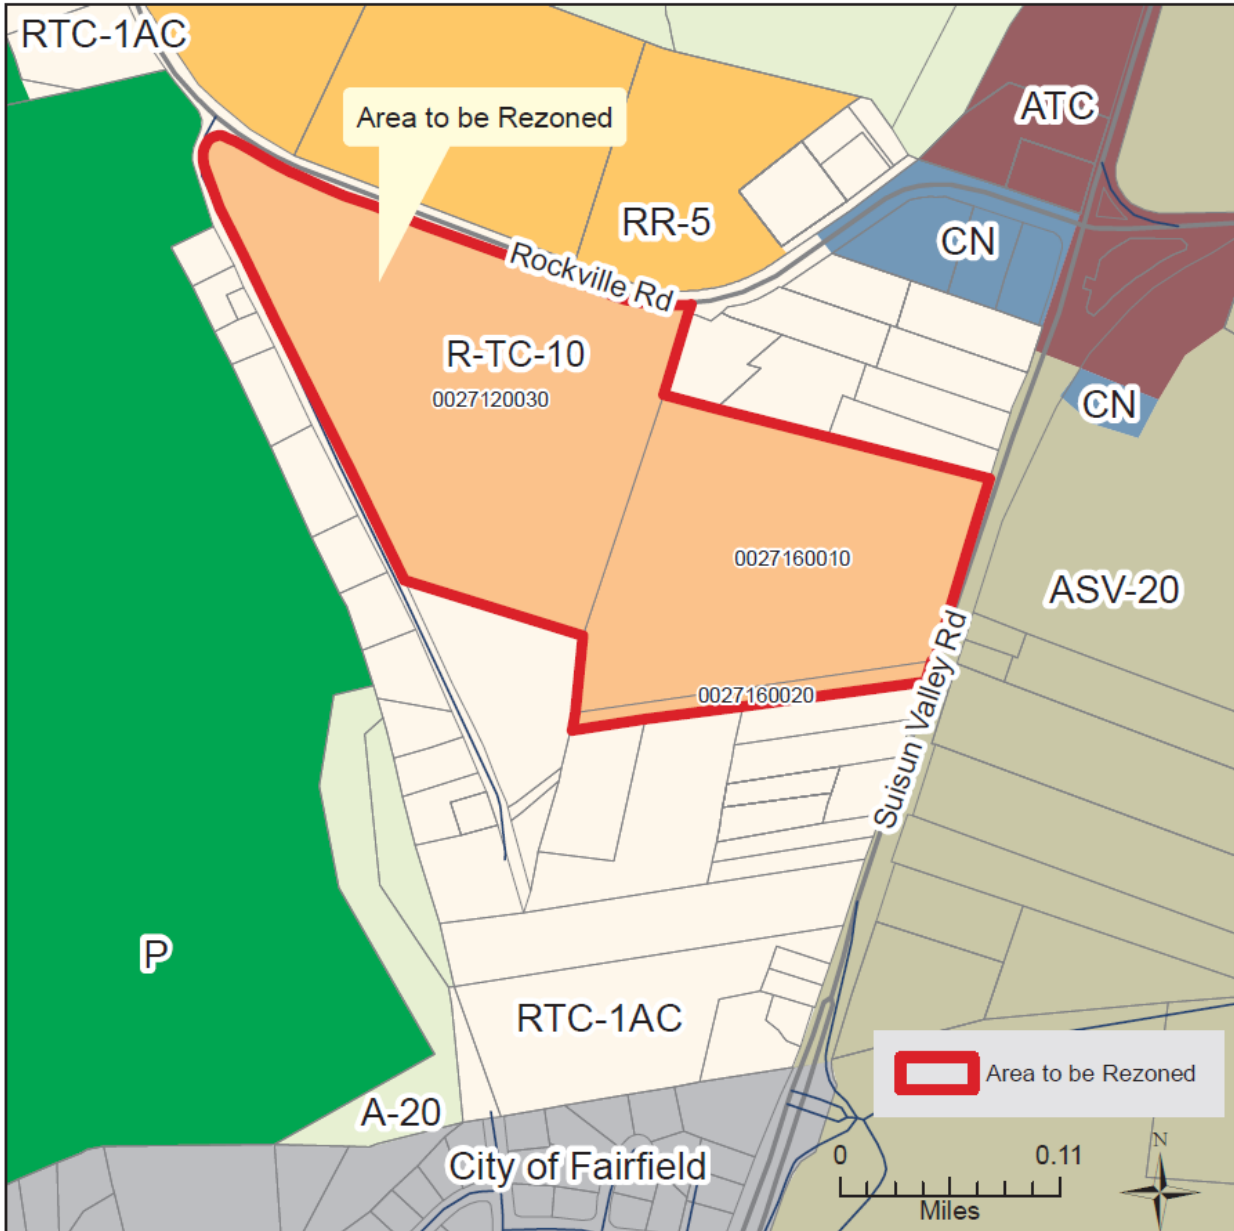 RTC-1AC
Area to be Rezoned
ATC
RR-5
CN
Rockville Rd
R-TC-10
0027120030
CN
0027160010
ASV-20
0027160020
Suisun Valley Rd
P
RTC-1AC
Area to be Rezoned
A-20
City of Fairfield
0 0.11
Miles
N